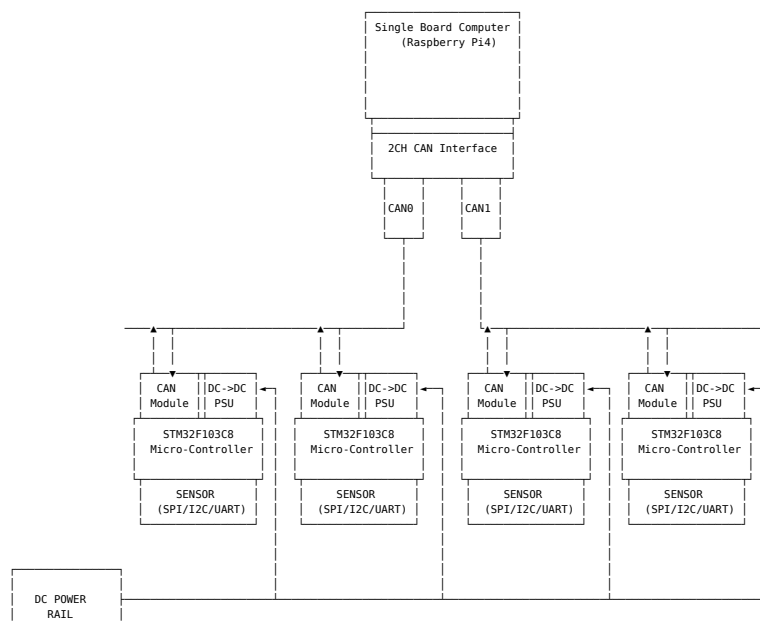 Single Board Computer
(Raspberry Pi4)
2CH CAN Interface
CAN0
CAN1
CAN
Module
DC->DC
PSU
CAN
Module
DC->DC
PSU
CAN
Module
DC->DC
PSU
CAN
Module
DC->DC
PSU
STM32F103C8
Micro-Controller
STM32F103C8
Micro-Controller
STM32F103C8
Micro-Controller
STM32F103C8
Micro-Controller
SENSOR
(SPI/I2C/UART)
SENSOR
(SPI/I2C/UART)
SENSOR
(SPI/I2C/UART)
SENSOR
(SPI/I2C/UART)
DC POWER
RAIL